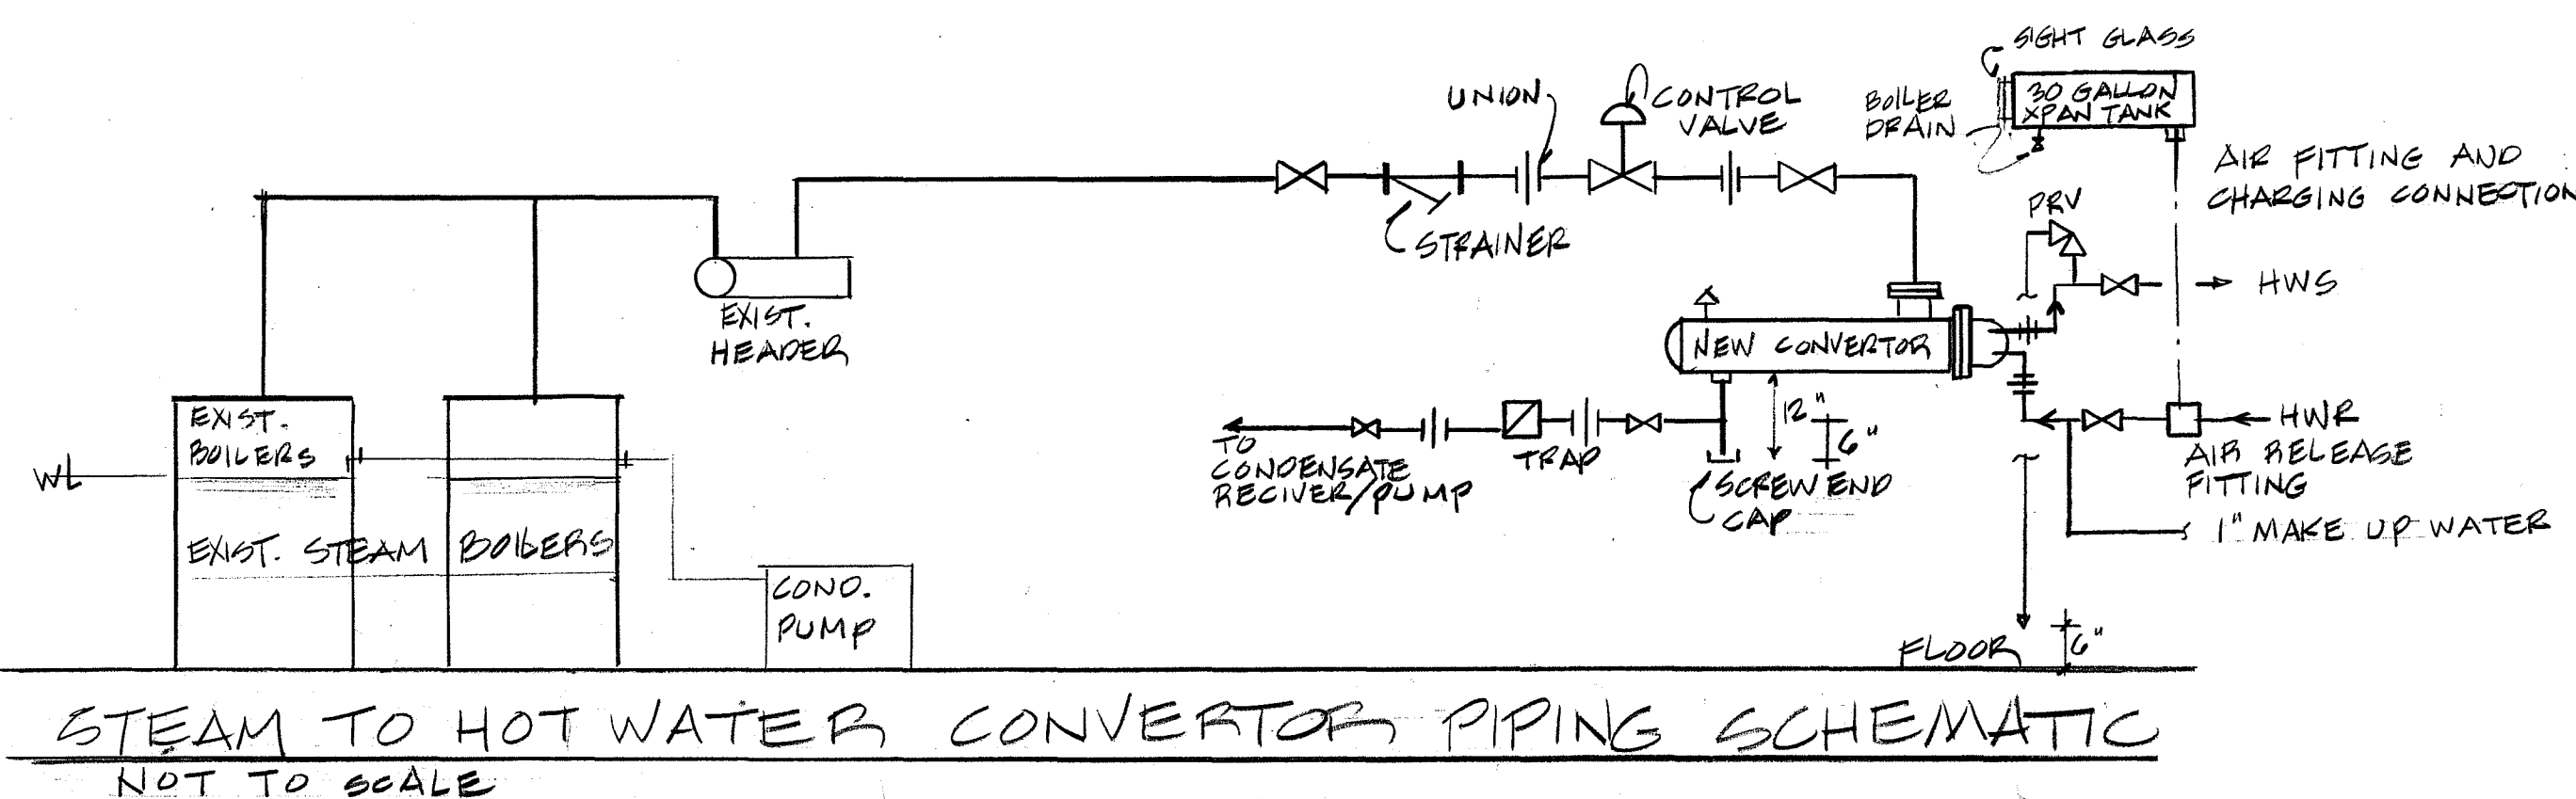 SIGHT GLASS
30 GALLON
XPAN TANK
BOILER
DRAIN
UNION
CONTROL
VALVE
AIR FITTING AND
CHARGING CONNECTION
STRAINER
PRV
HWS
EXIST.
HEADER
NEW CONVERTOR
12"
6"
HWR
AIR RELEASE
FITTING
1" MAKE UP WATER
TO
CONDENSATE
RECIVER/PUMP
TRAP
SCREW END
CAP
EXIST.
BOILERS
WL
EXIST. STEAM BOILERS
COND.
PUMP
FLOOR
6"
STEAM TO HOT WATER CONVERTOR PIPING SCHEMATIC
NOT TO SCALE